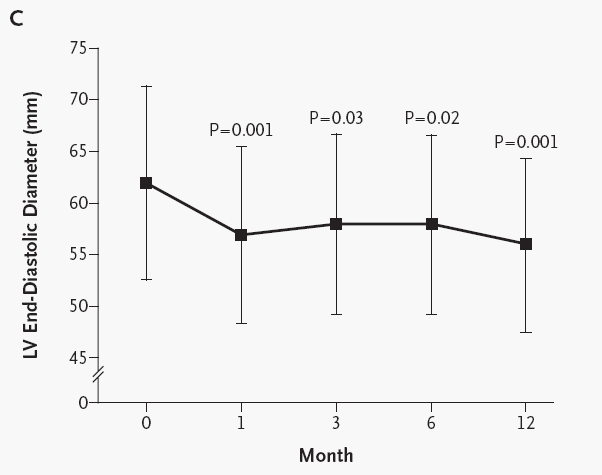 C
75
70
65
60
55
50
45
0
LV End-Diastolic Diameter (mm)
P=0.001
P=0.03
P=0.02
P=0.001
0 1 3 6 12
Month